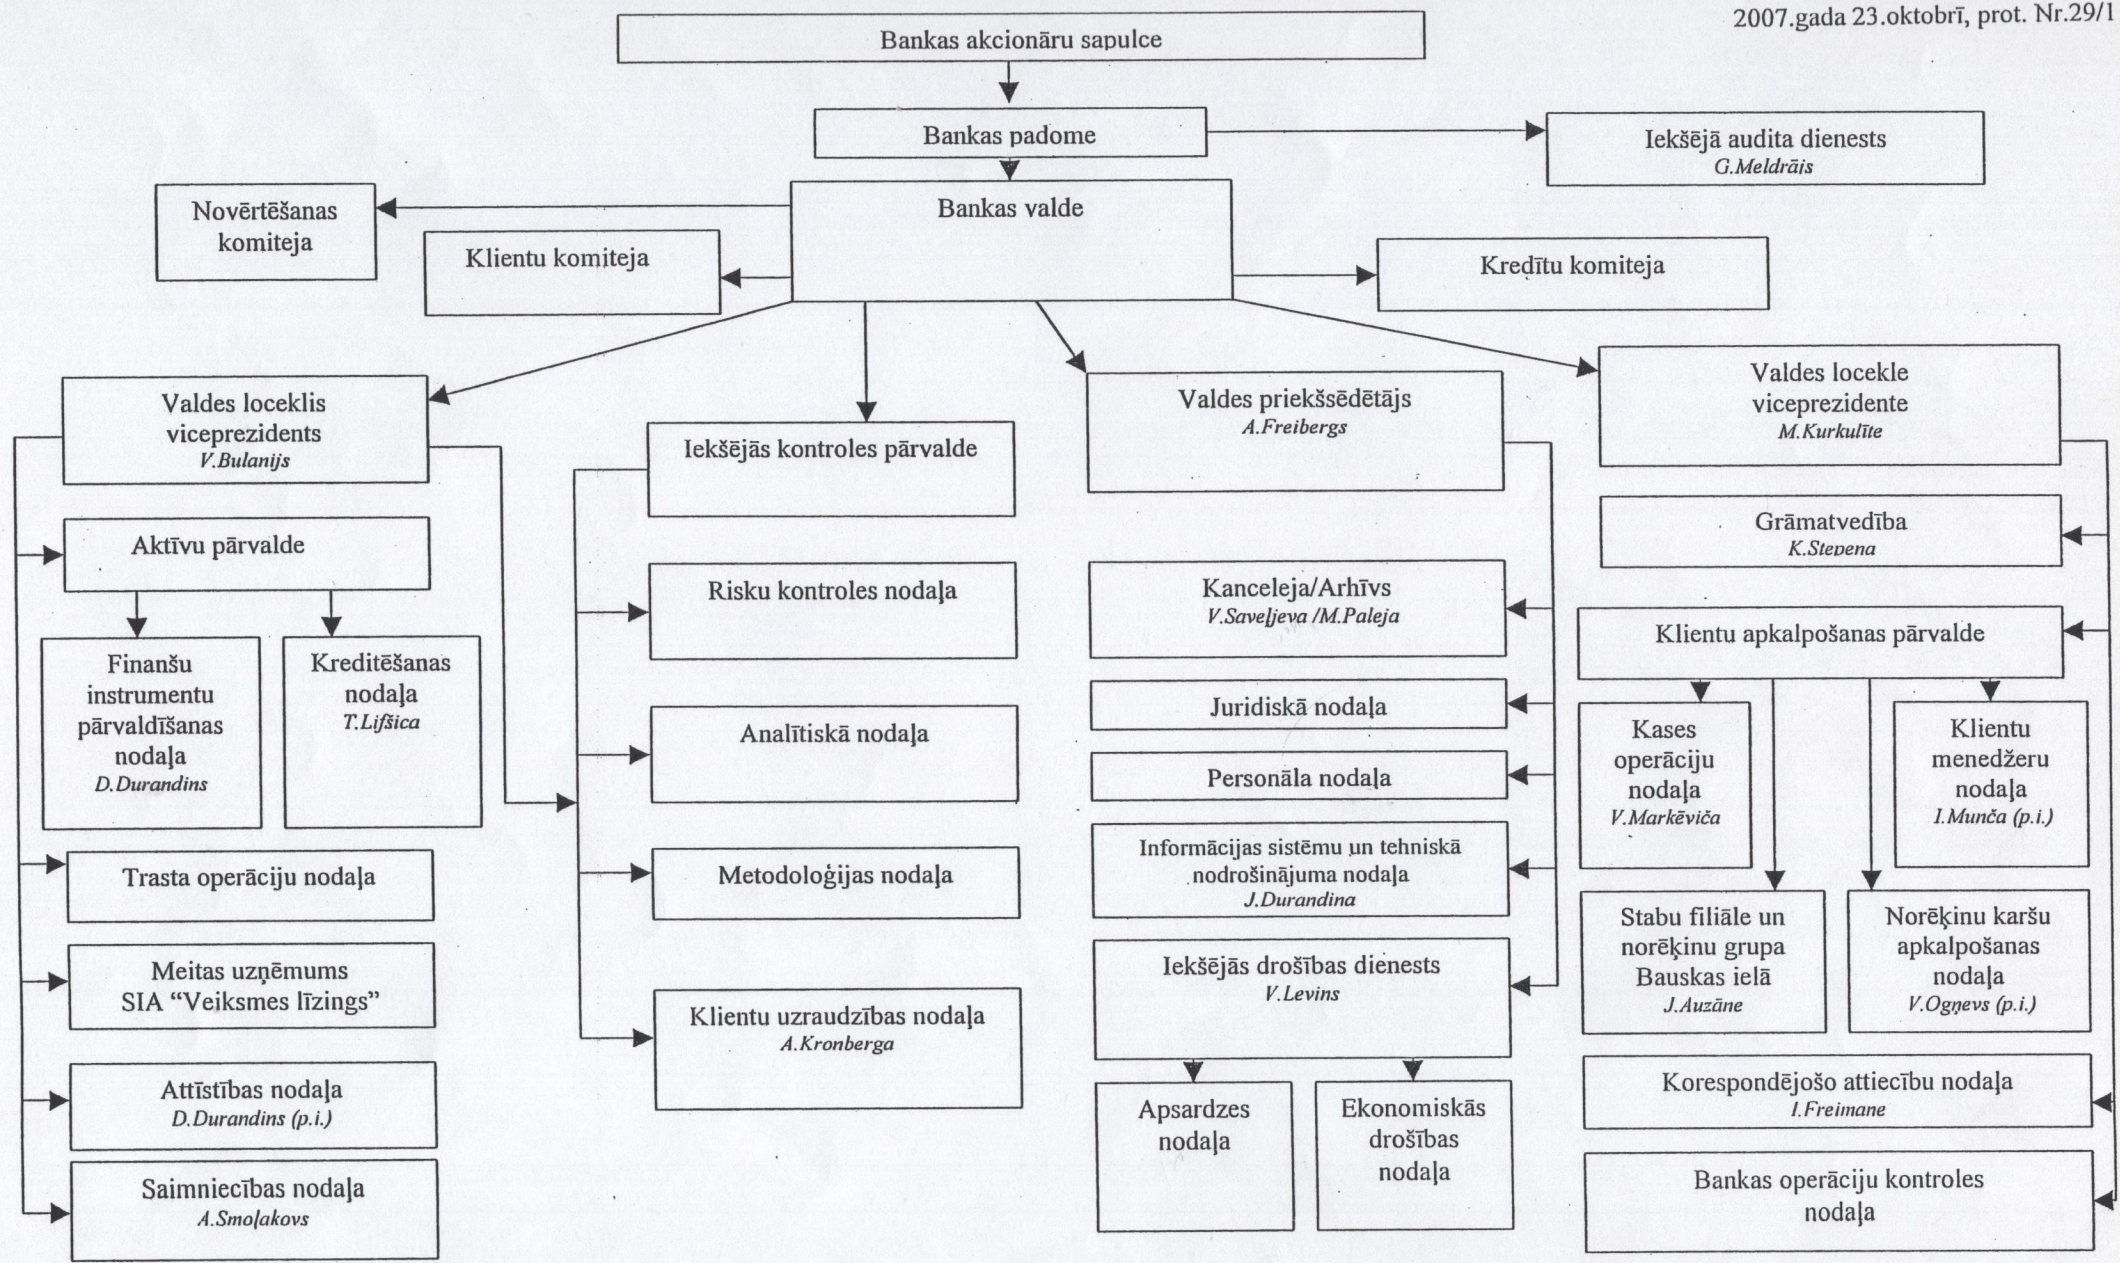 2007.gada 23.oktobrī, prot. Nr.29/1
Bankas akcionāru sapulce
Bankas padome
Iekšējā audita dienests
G.Meldrājs
Bankas valde
Novērtēšanas
komiteja
Klientu komiteja
Kredītu komiteja
Valdes loceklis
viceprezidents
V.Bulanijs
Iekšējās kontroles pārvalde
Valdes priekšsēdētājs
A.Freibergs
Valdes locekle
viceprezidente
M.Kurkulīte
Aktīvu pārvalde
Finanšu
instrumentu
pārvaldīšanas
nodaļa
D.Durandins
Kreditēšanas
nodaļa
T.Lifšica
Trasta operāciju nodaļa
Meitas uzņēmums
SIA “Veiksmes līzings”
Attīstības nodaļa
D.Durandins (p.i.)
Saimniecības nodaļa
A.Smoļakovs
Risku kontroles nodaļa
Analītiskā nodaļa
Metodoloģijas nodaļa
Klientu uzraudzības nodaļa
A.Kronberga
Kanceleja/Arhīvs
V.Saveļjeva /M.Paleja
Juridiskā nodaļa
Personāla nodaļa
Informācijas sistēmu un tehniskā
nodrošinājuma nodaļa
J.Durandina
Iekšējās drošības dienests
V.Levins
Apsardzes
nodaļa
Ekonomiskās
drošības
nodaļa
Grāmatvedība
K.Stepena
Klientu apkalpošanas pārvalde
Kases
operāciju
nodaļa
V.Markēviča
Klientu
menedžeru
nodaļa
I.Munča (p.i.)
Stabu filiāle un
norēķinu grupa
Bauskas ielā
J.Auzāne
Norēķinu karšu
apkalpošanas
nodaļa
V.Ogņevs (p.i.)
Korespondējošo attiecību nodaļa
I.Freimane
Bankas operāciju kontroles
nodaļa